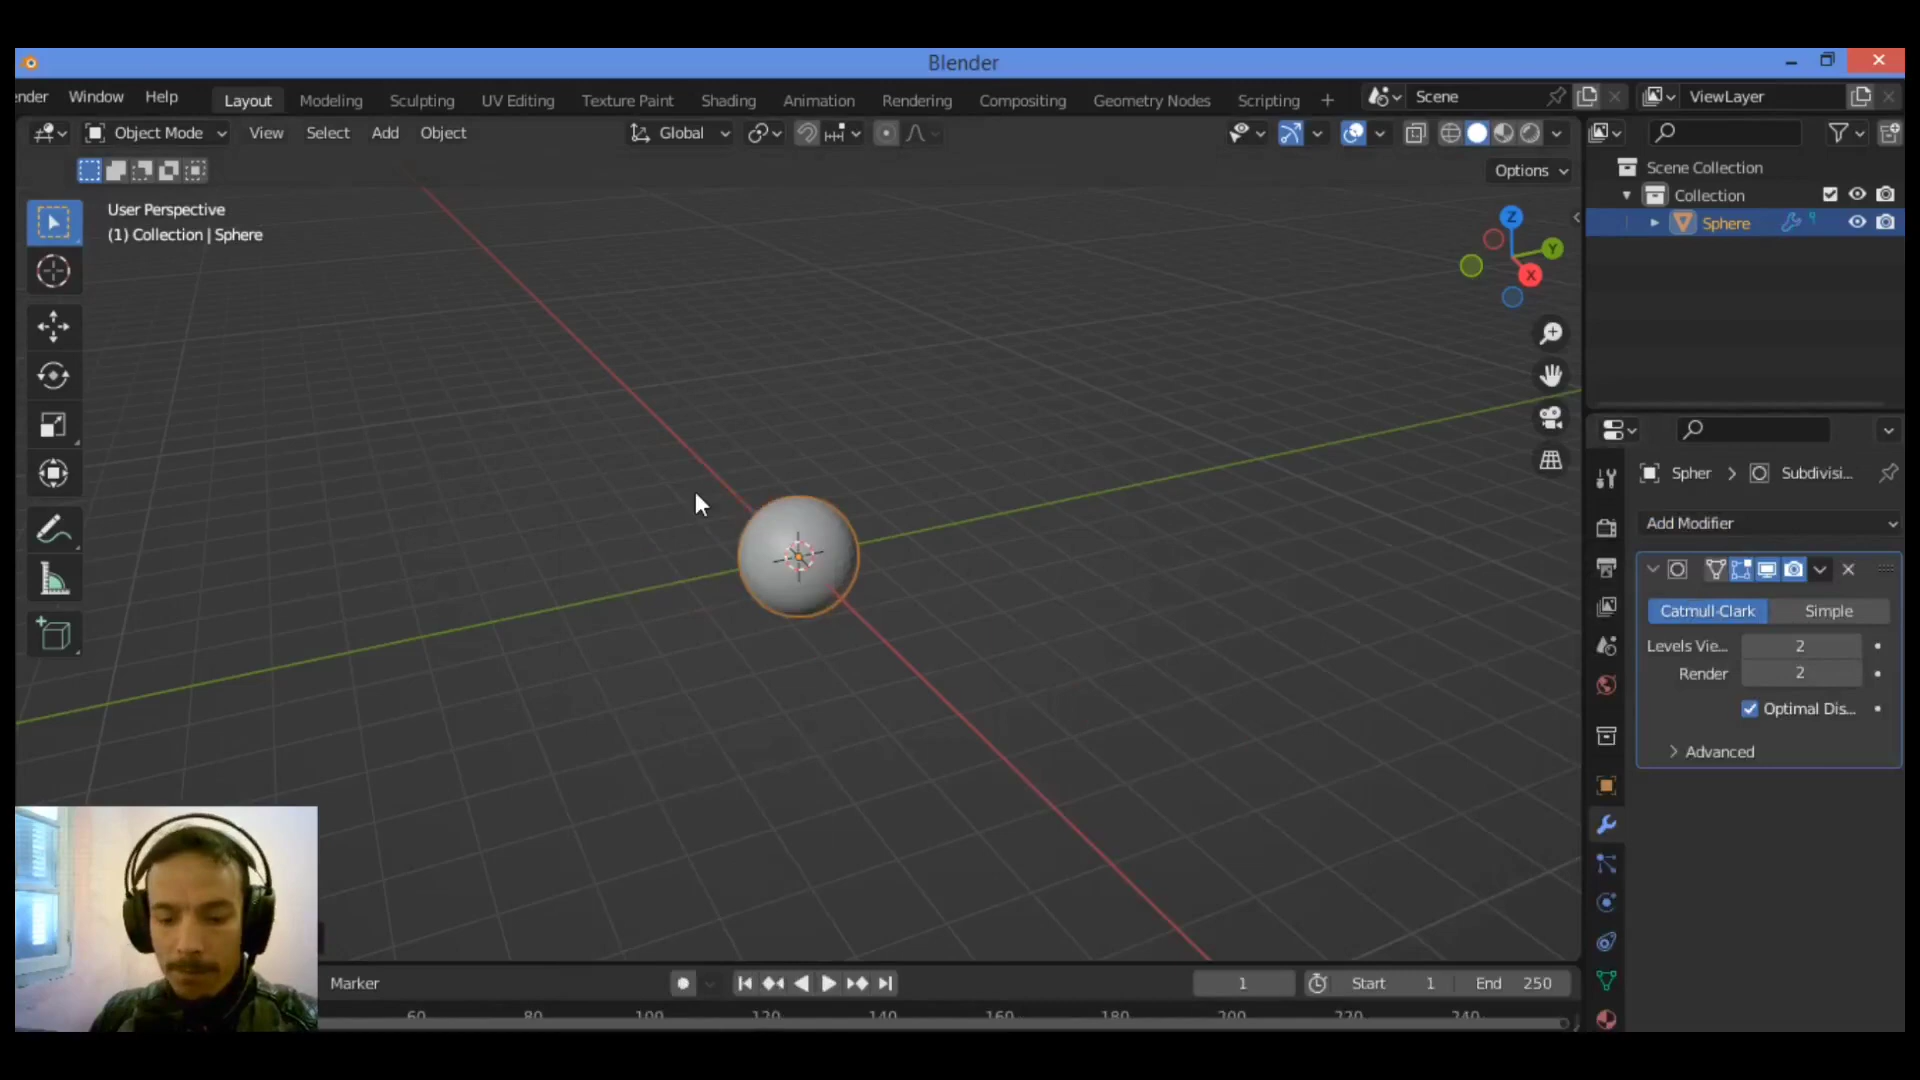 Blender
nder Window Help Layout Modeling Sculpting UV Editing Texture Paint Shading Animation Rendering Compositing Geometry Nodes Scripting + Scene ViewLayer
Object Mode View Select Add Object Global
Options
User Perspective
(1) Collection | Sphere
Z
Y
X
Scene Collection
Collection
Sphere
Spher > Subdivisi...
Add Modifier
Catmull-Clark Simple
Levels Vie... 2
Render 2
Optimal Dis...
Advanced
Marker 1 Start 1 End 250
60 80 100 120 140 160 180 200 220 240